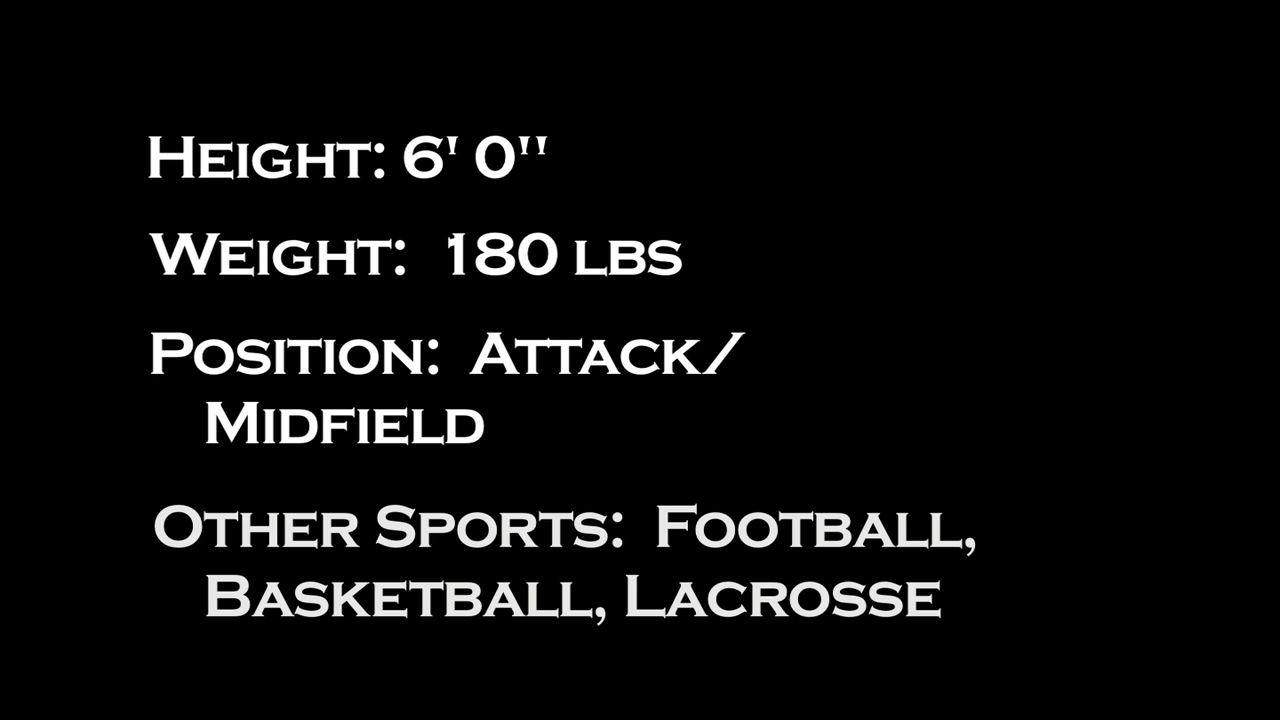 Height: 6' 0"
Weight: 180 lbs
Position: Attack/
Midfield
Other Sports: Football,
Basketball, Lacrosse